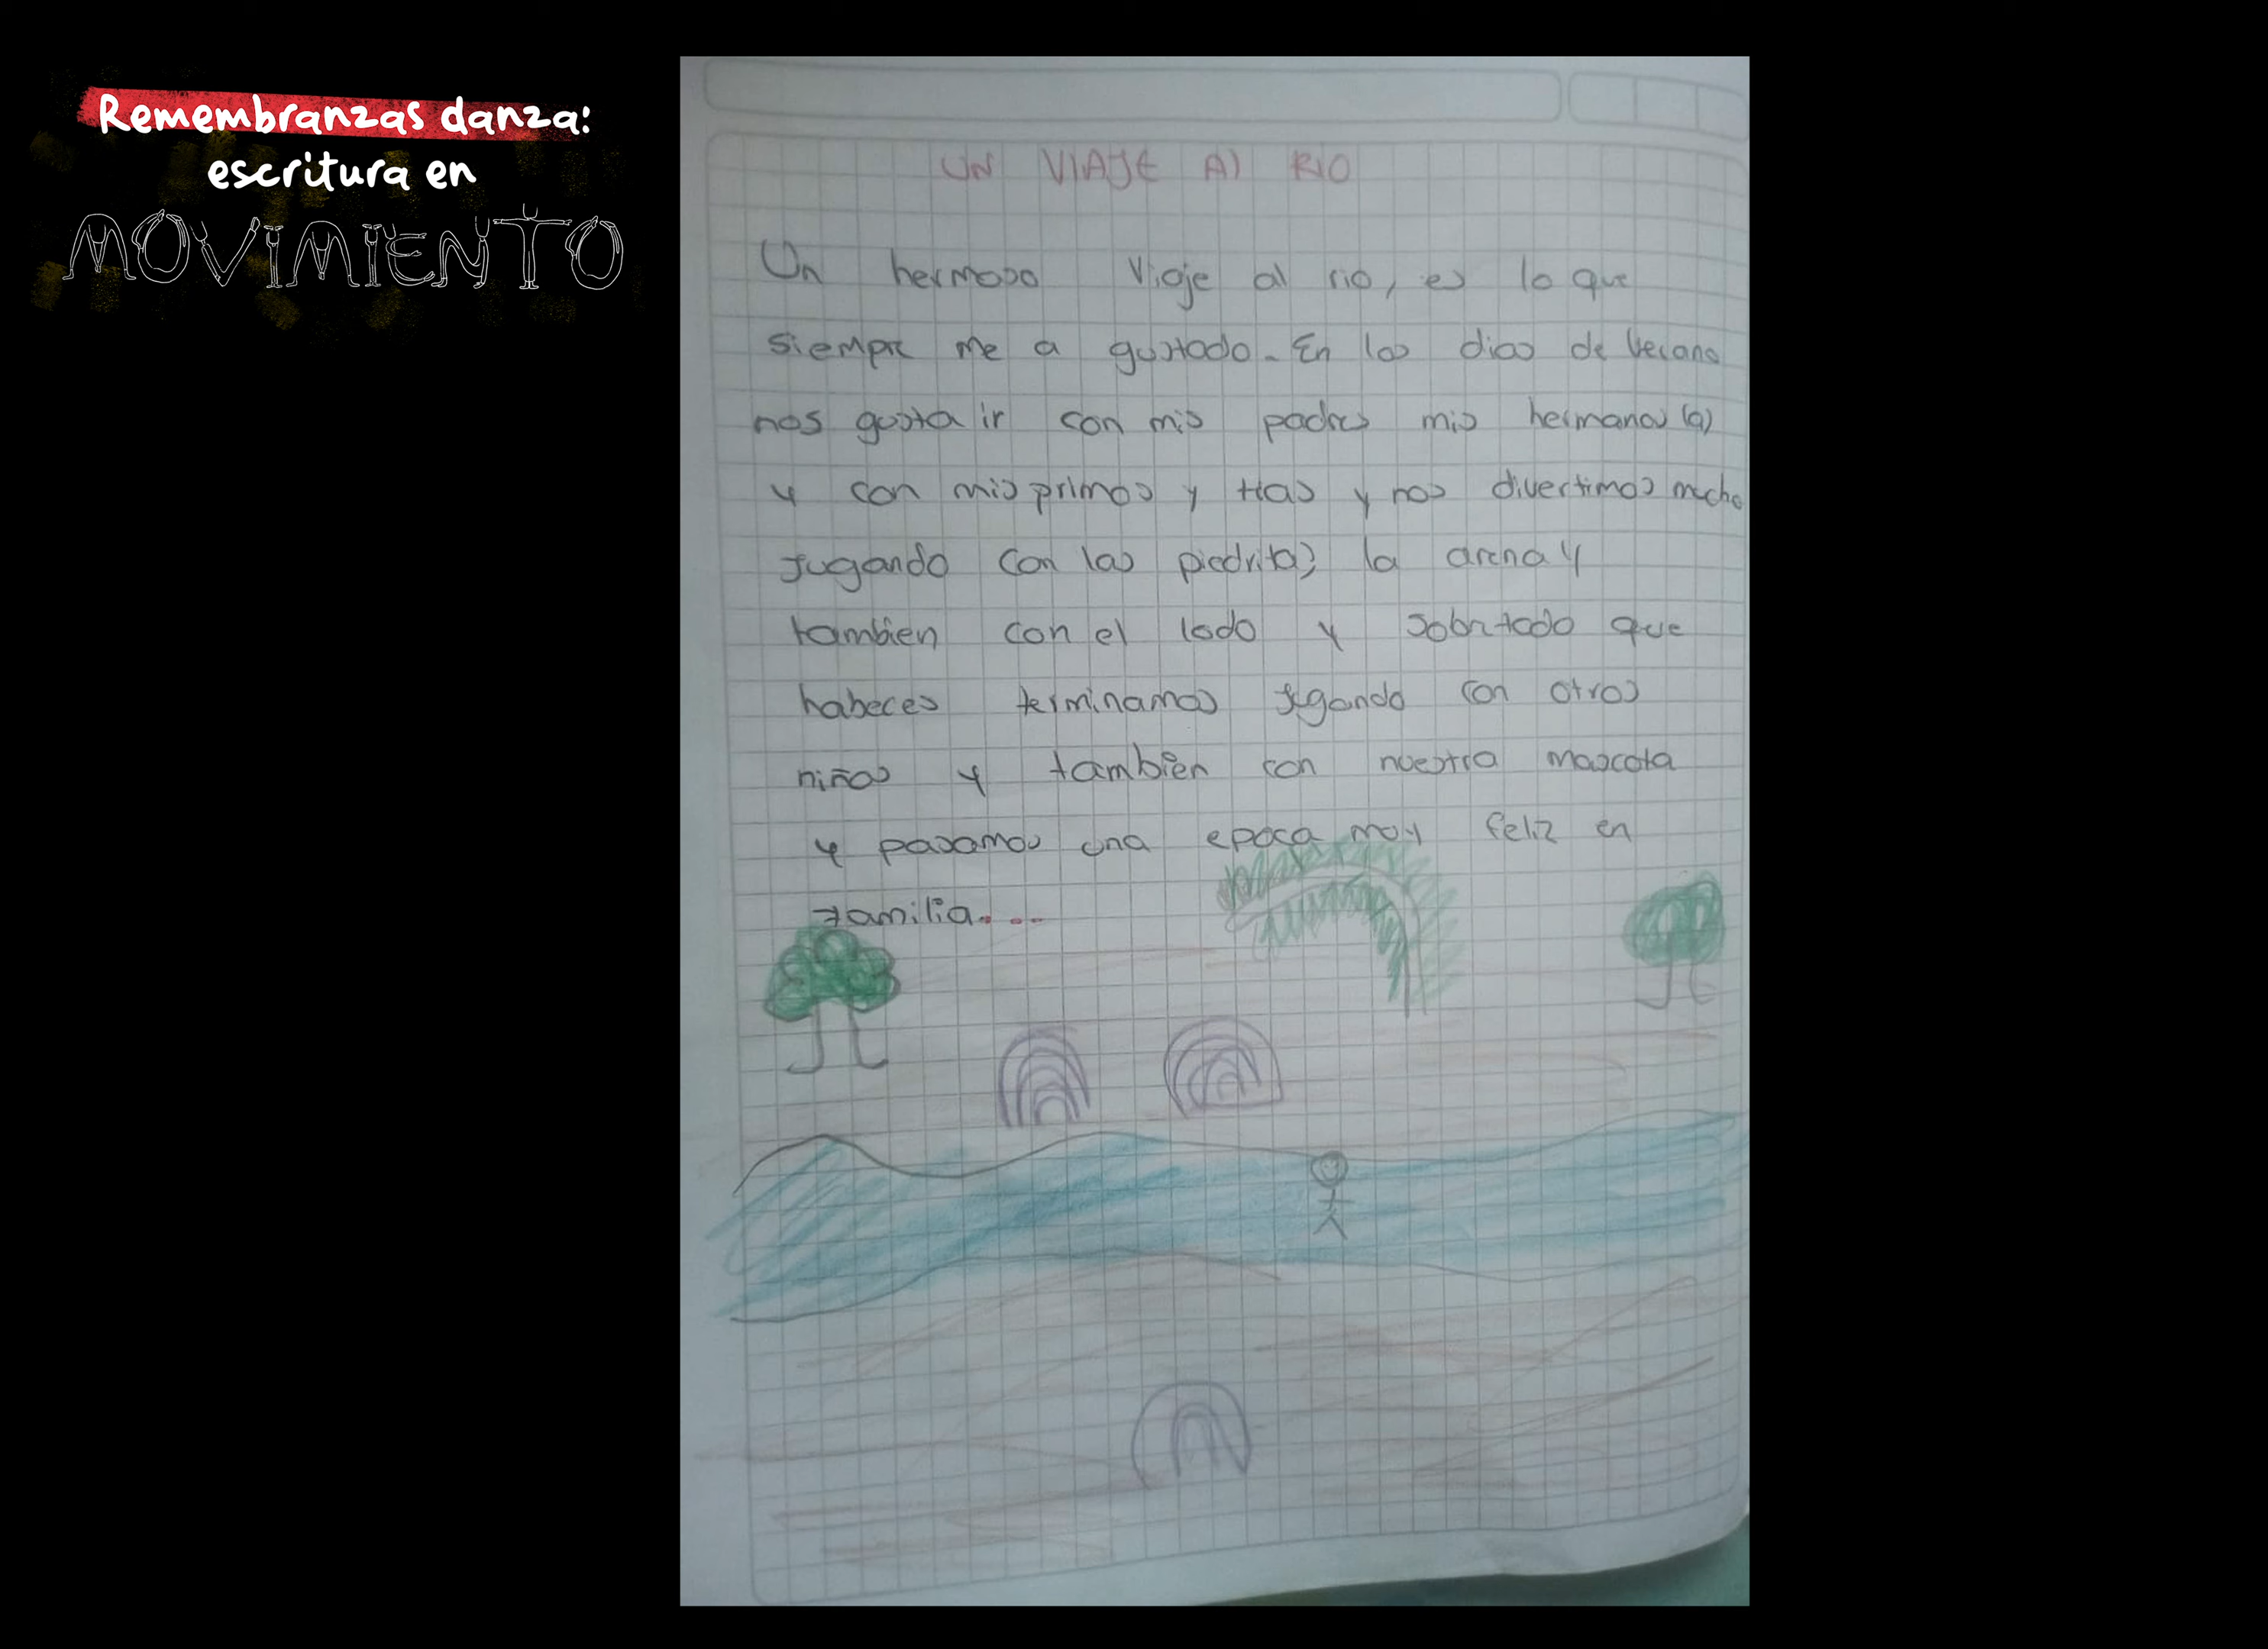 Remembranzas danza:
escritura en
MOVIMIENTO
UN VIAJE Al RIO
Un hermoso viaje al rio, es lo que
siempre me a gustado. En los dias de verano
nos gusta ir con mis padres mis hermanos (a)
y con mis primos y tias y nos divertimos mucho
jugando con las piedritas, la arena y
tambien con el lodo y sobretodo que
habeces terminamos jugando con otros
niños y tambien con nuestra mascota
y pasamos una epoca muy feliz en
familia....